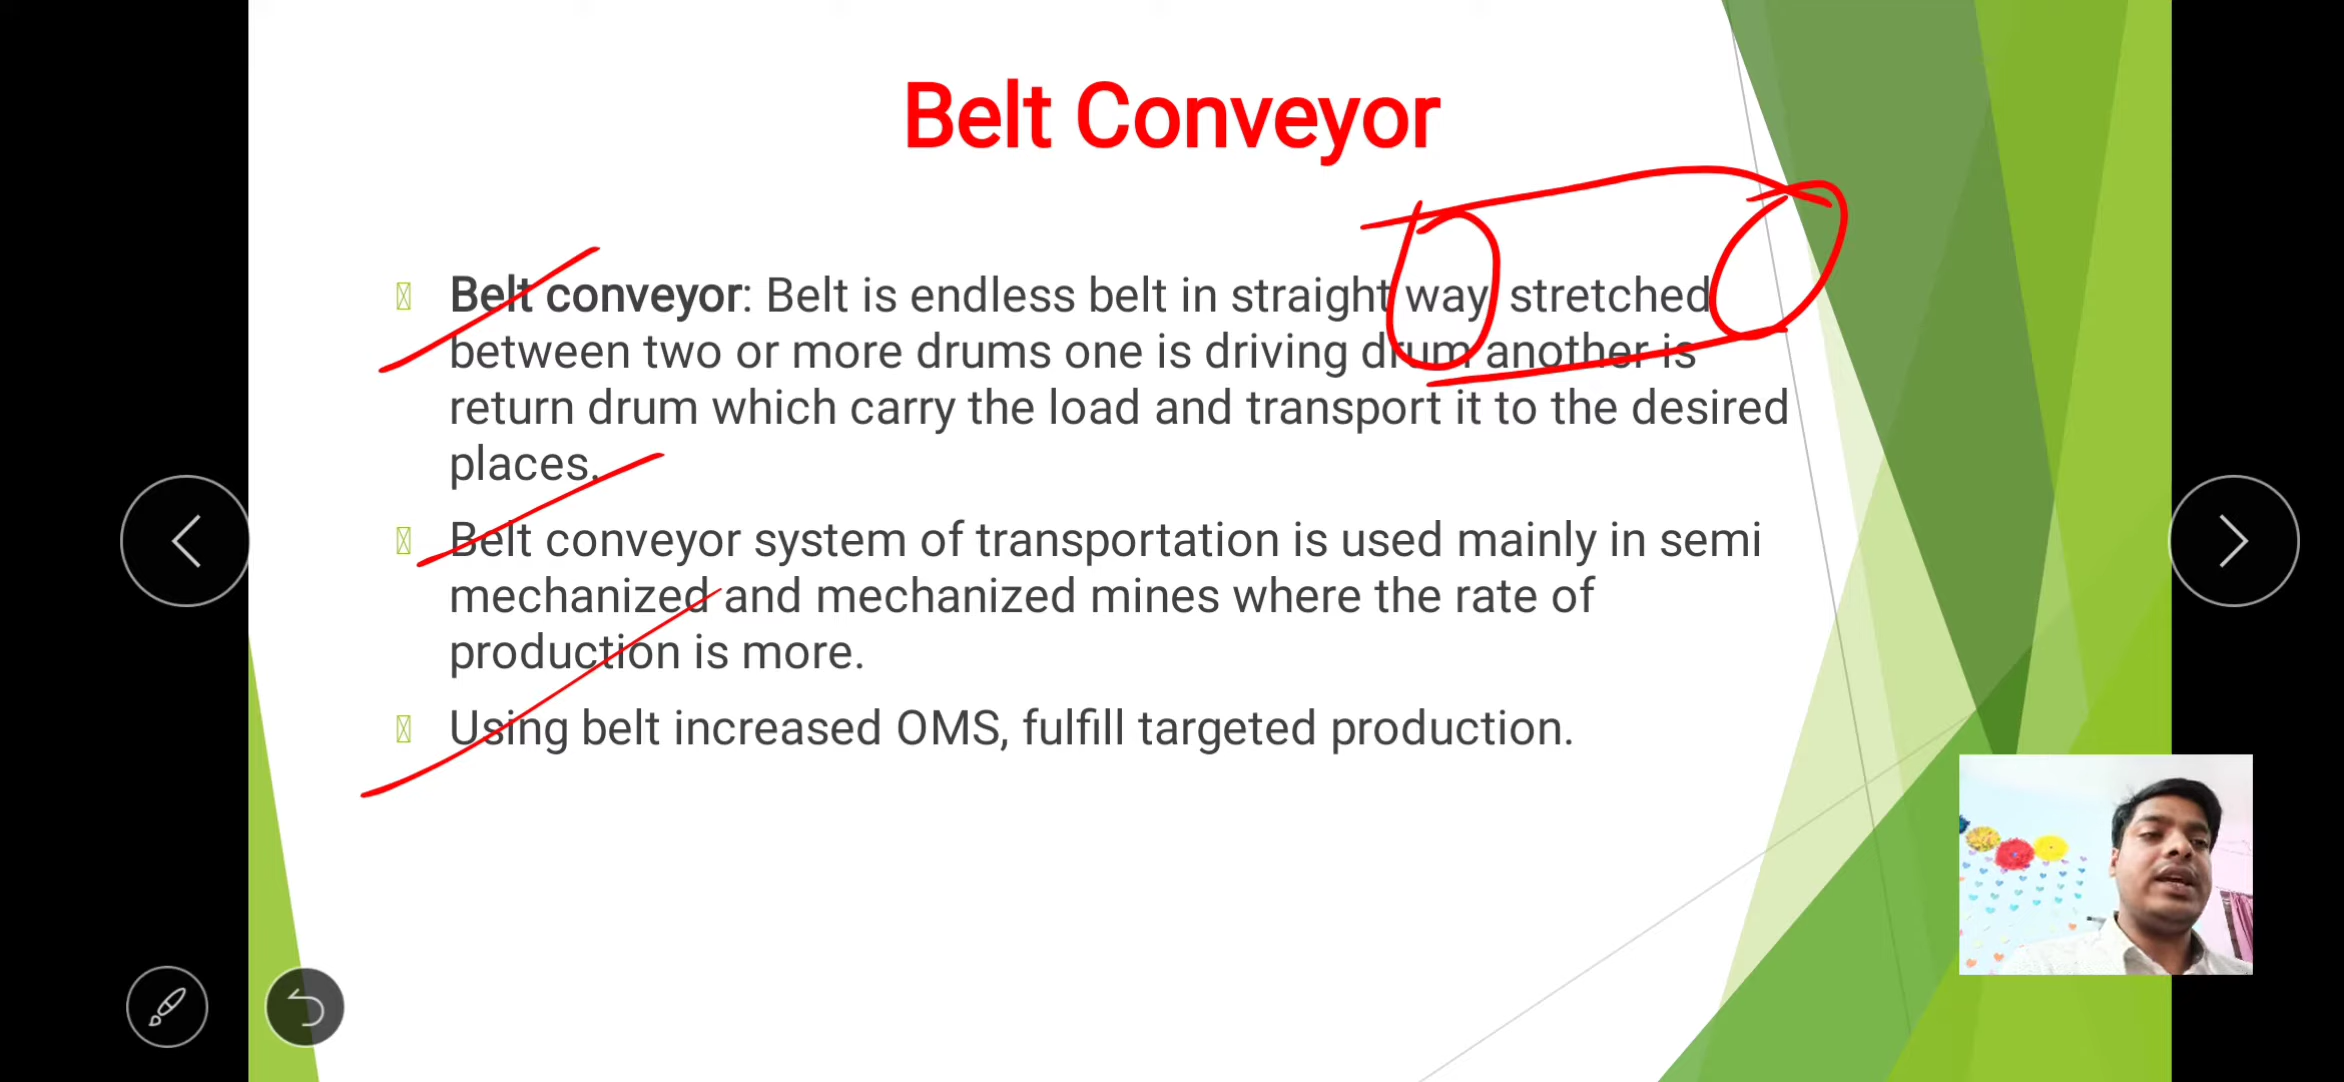 Belt Conveyor
Belt conveyor: Belt is endless belt in straight way stretched
between two or more drums one is driving drum another is
return drum which carry the load and transport it to the desired
places.
Belt conveyor system of transportation is used mainly in semi
mechanized and mechanized mines where the rate of
production is more.
Using belt increased OMS, fulfill targeted production.